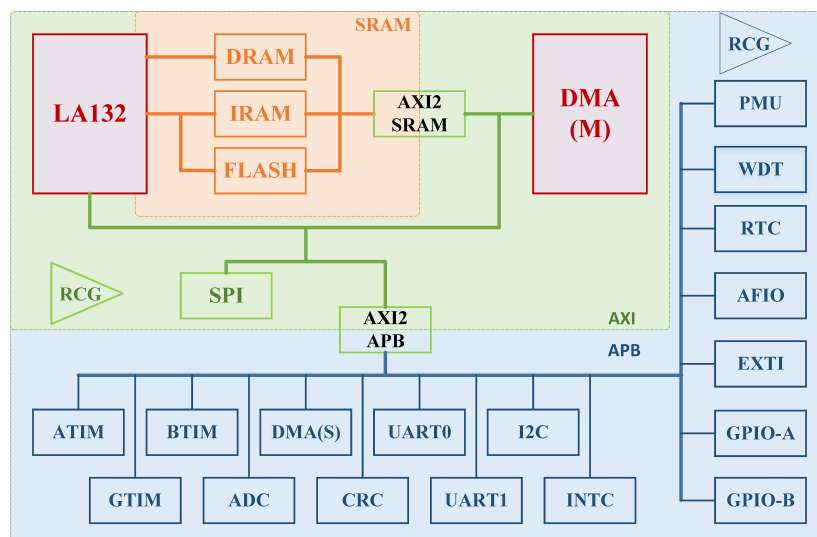 SRAM
RCG
DRAM
LA132
IRAM
FLASH
AXI2
SRAM
DMA
(M)
PMU
WDT
RTC
AFIO
EXTI
GPIO-A
GPIO-B
RCG
SPI
AXI2
APB
AXI
APB
ATIM
BTIM
DMA(S)
UART0
I2C
GTIM
ADC
CRC
UART1
INTC